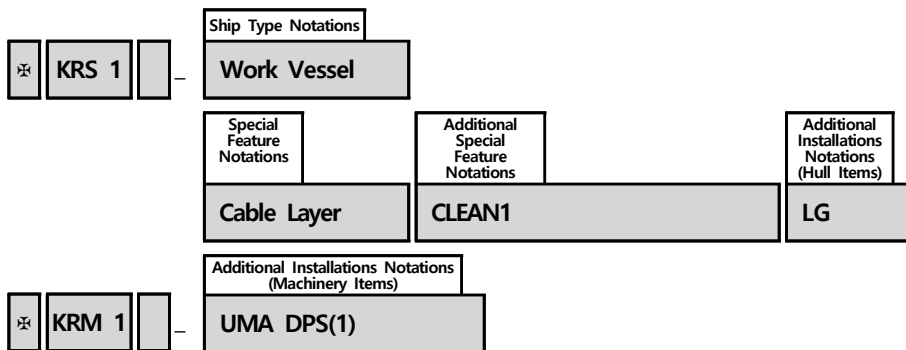 Ship Type Notations
✠ KRS 1 _ Work Vessel
Special
Feature
Notations
Additional
Special
Feature
Notations
Additional
Installations
Notations
(Hull Items)
Cable Layer CLEAN1 LG
Additional Installations Notations
(Machinery Items)
✠ KRM 1 _ UMA DPS(1)